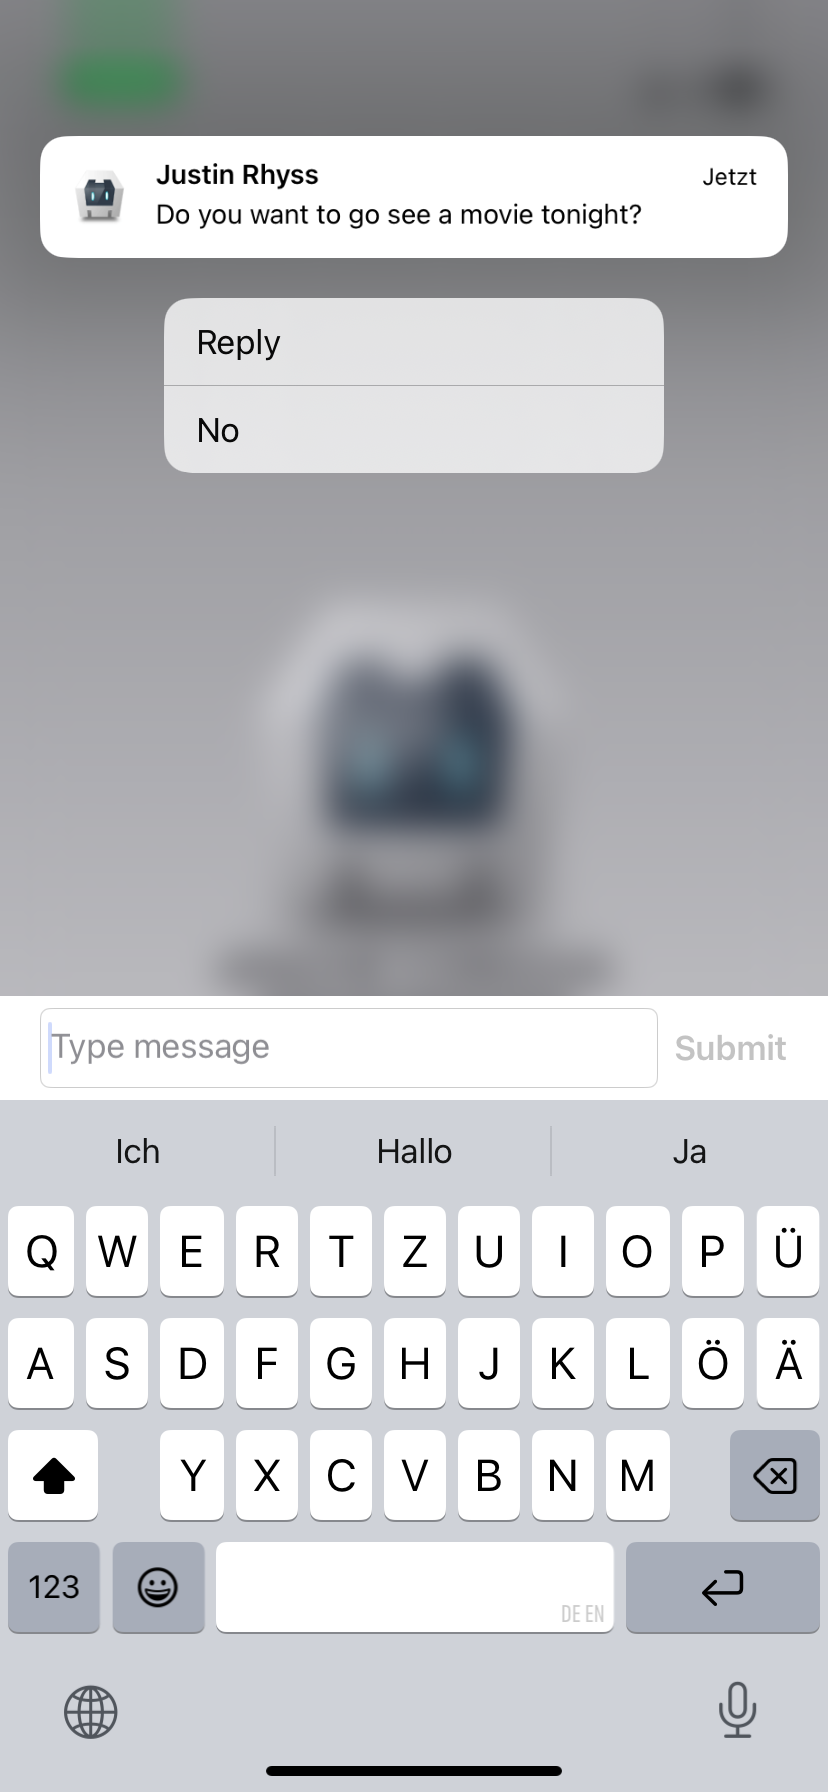 Justin Rhyss
Jetzt
Do you want to go see a movie tonight?
Reply
No
Type message
Submit
Ich Hallo Ja
Q W E R T Z U I O P Ü
A S D F G H J K L Ö Ä
Y X C V B N M
123
DE EN